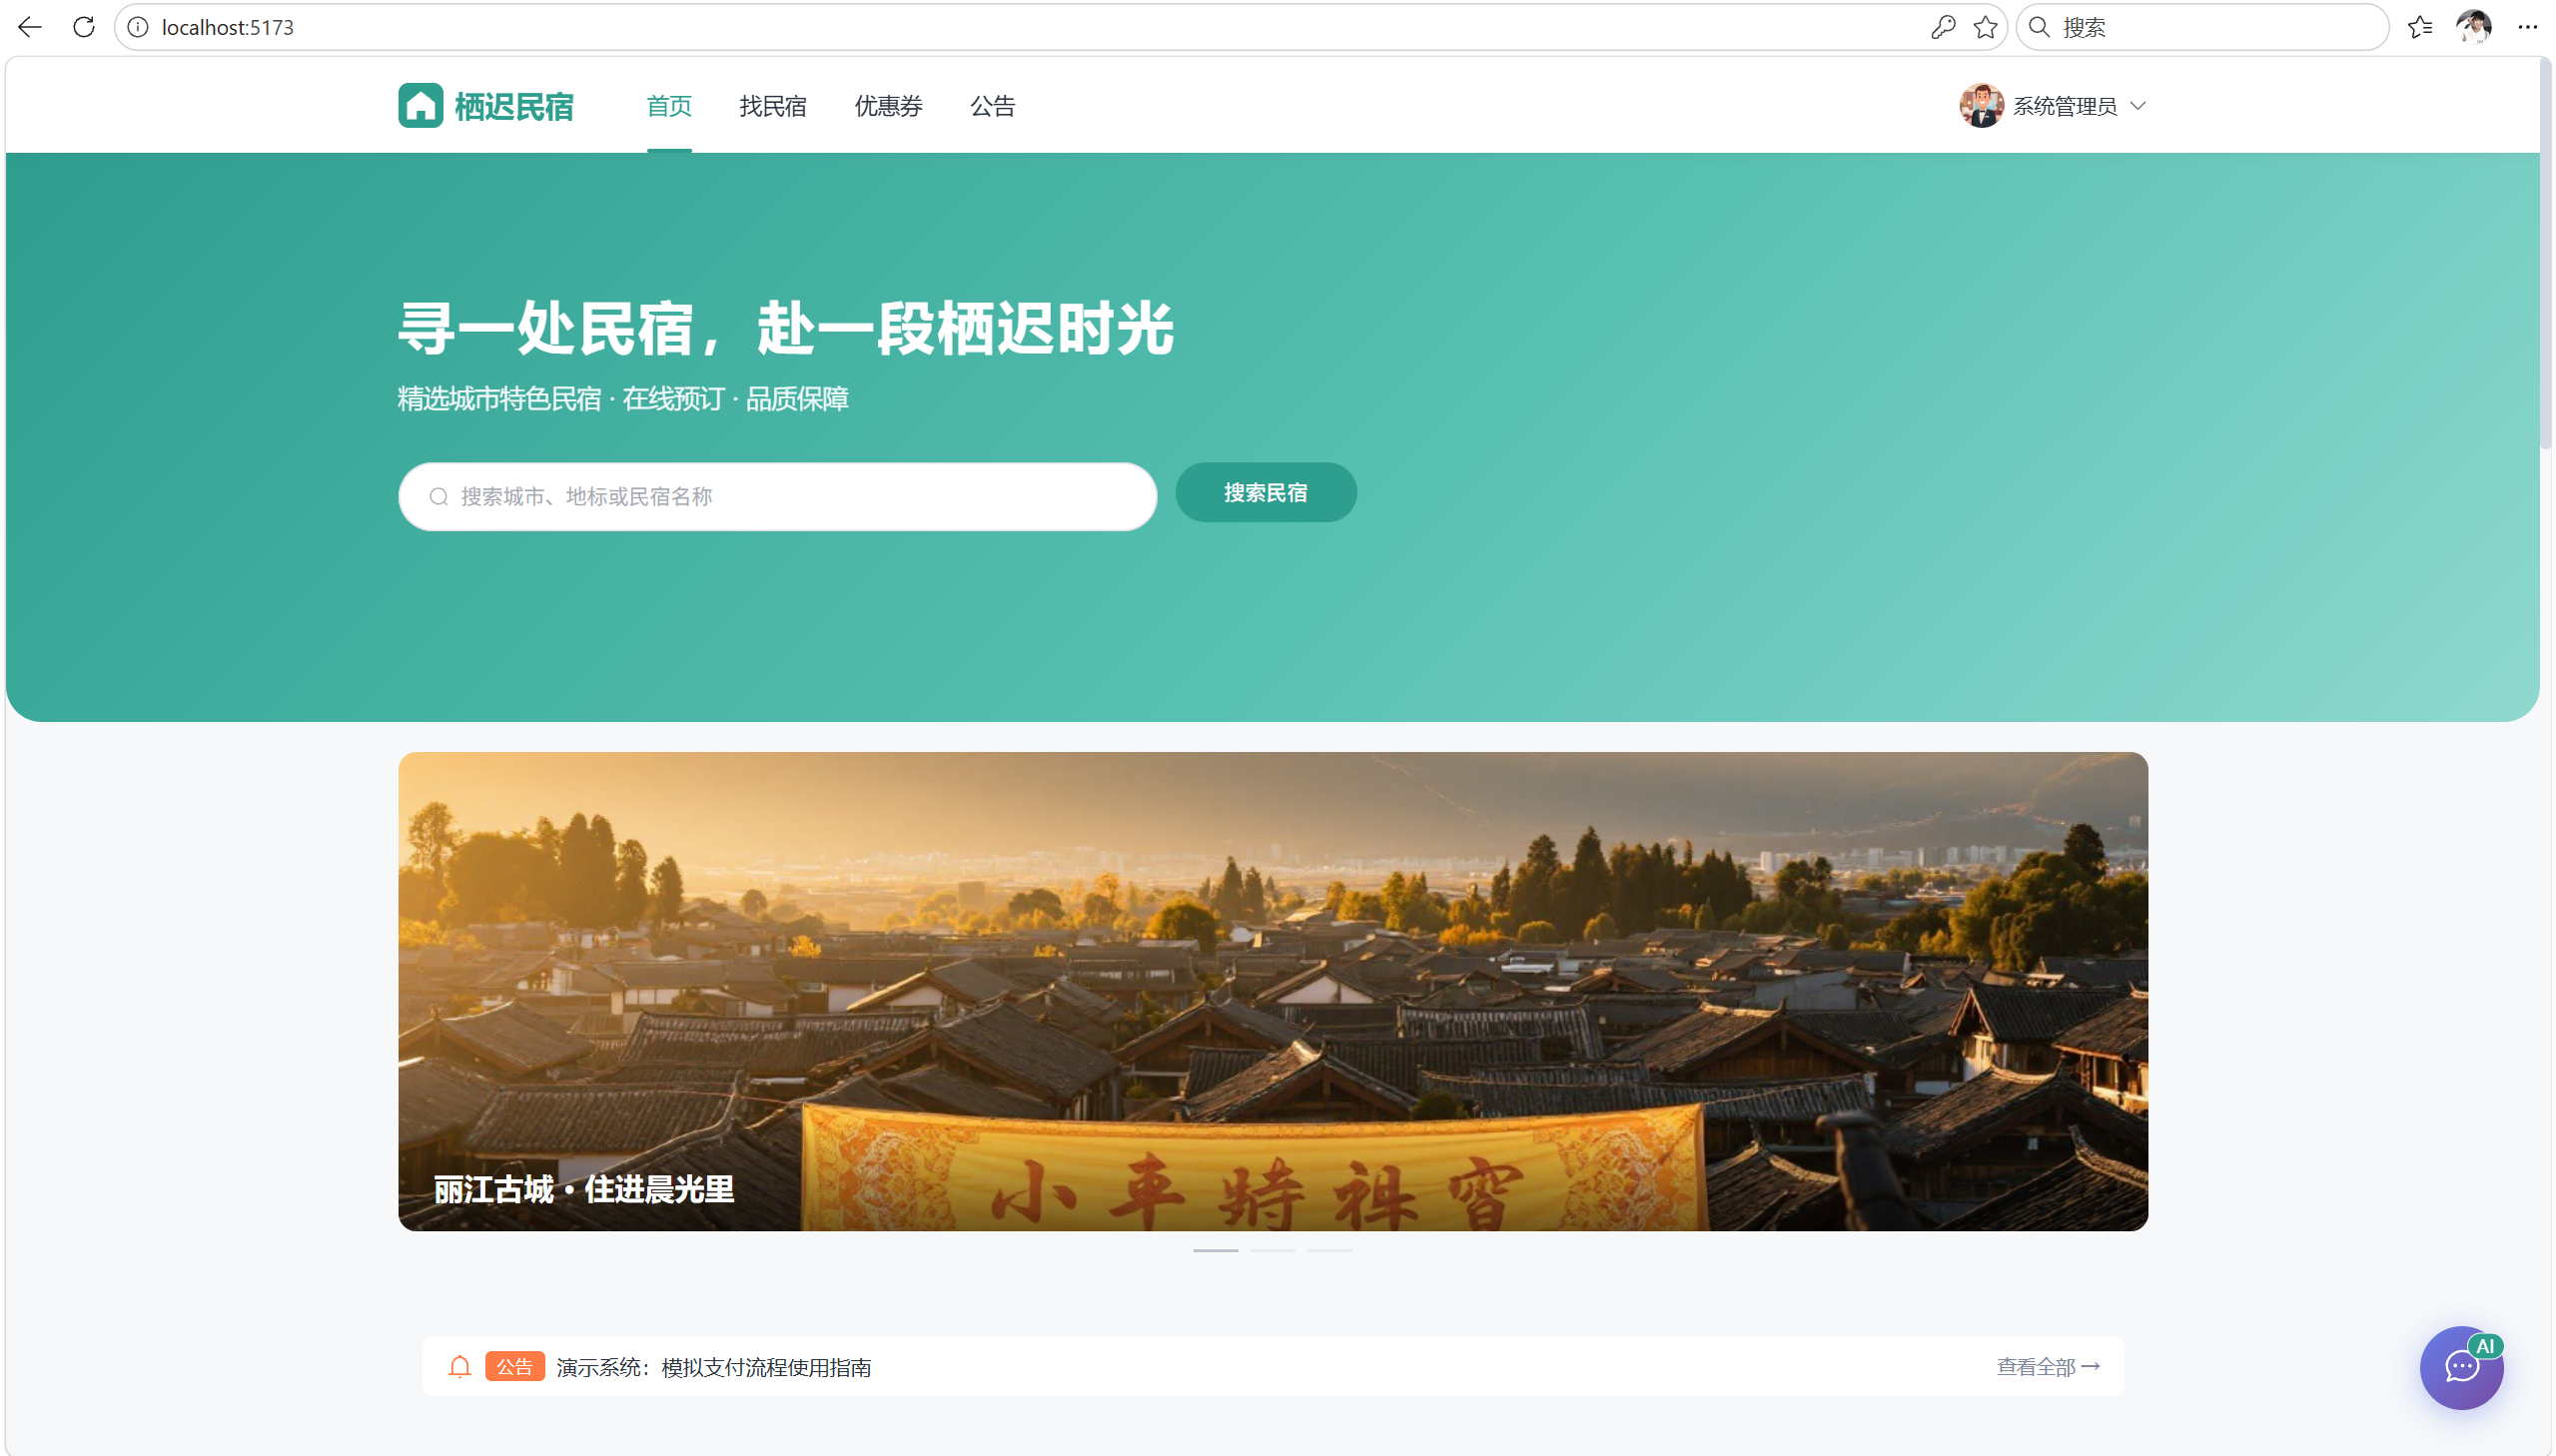 localhost:5173
搜索
栖迟民宿
首页
找民宿
优惠券
公告
系统管理员
寻一处民宿，赴一段栖迟时光
精选城市特色民宿 · 在线预订 · 品质保障
搜索城市、地标或民宿名称
搜索民宿
丽江古城 · 住进晨光里
公告
演示系统：模拟支付流程使用指南
查看全部→
AI